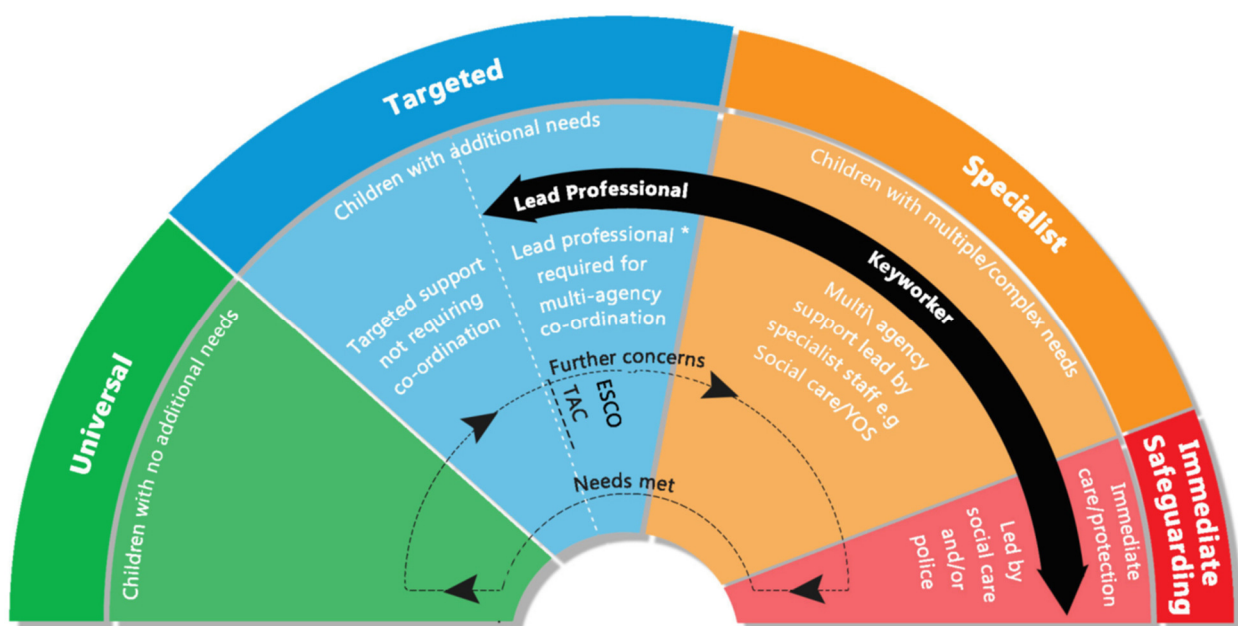 Universal
Children with no additional needs
Targeted
Children with additional needs
Targeted support
not requiring
co-ordination
Lead Professional
Lead professional *
required for
multi-agency
co-ordination
Further concerns
TAC
ESCO
Needs met
Specialist
Children with multiple/complex needs
Keyworker
Multi\ agency
support lead by
specialist staff e.g
Social care/YOS
Immediate
Safeguarding
Immediate
care/protection
Led by
social care
and/or
police